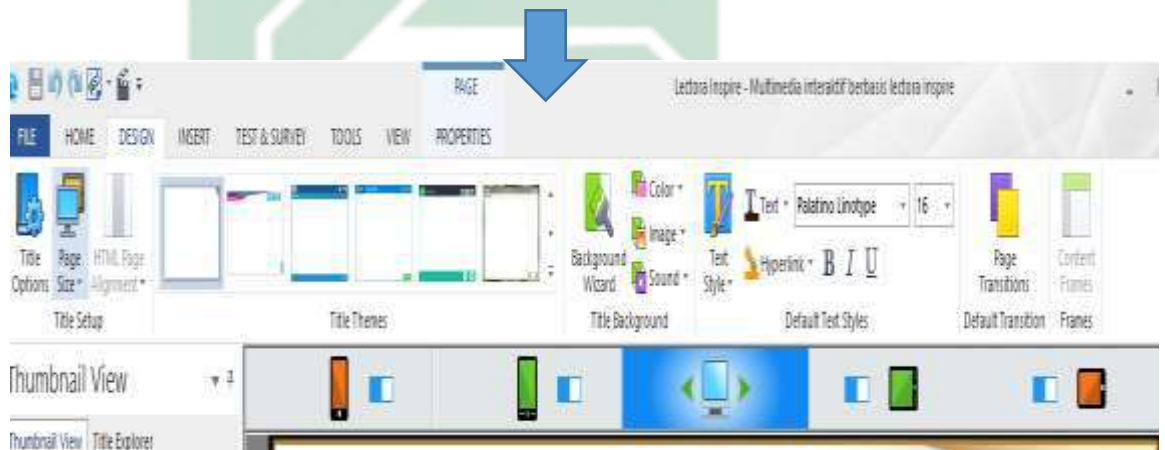 PAGE
Lectora Inspire - Multimedia interaktif berbasis lectora inspire
FILE HOME DESIGN INSERT TEST & SURVEY TOOLS VIEW PROPERTIES
Color
Text Palatino Linotype 16
Image
Title Options
Page Size
HTML Page Alignment
Background Wizard
Sound
Text Style
Hyperlink B I U
Page Transitions
Content Frames
Title Setup Title Themes Title Background Default Text Styles Default Transition Frames
Thumbnail View
Thumbnail View Title Explorer